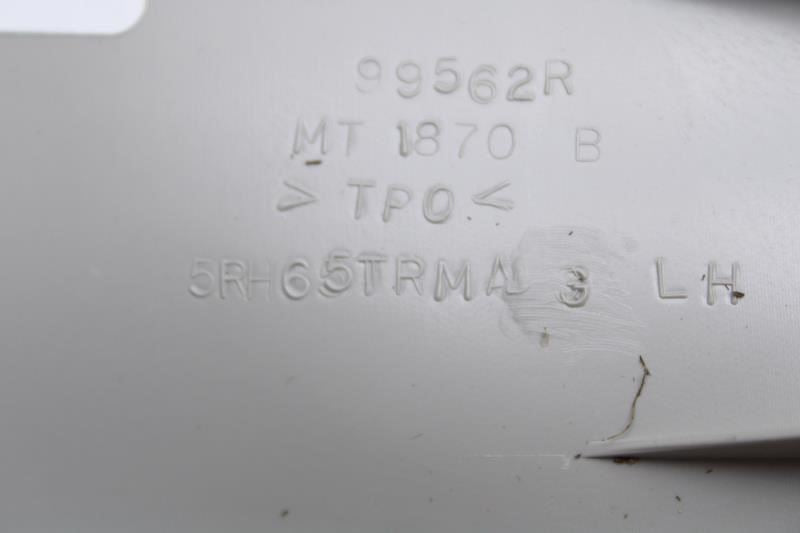 99562R
MT 1870 B
> TPO <
5RH65TRMA 3 LH